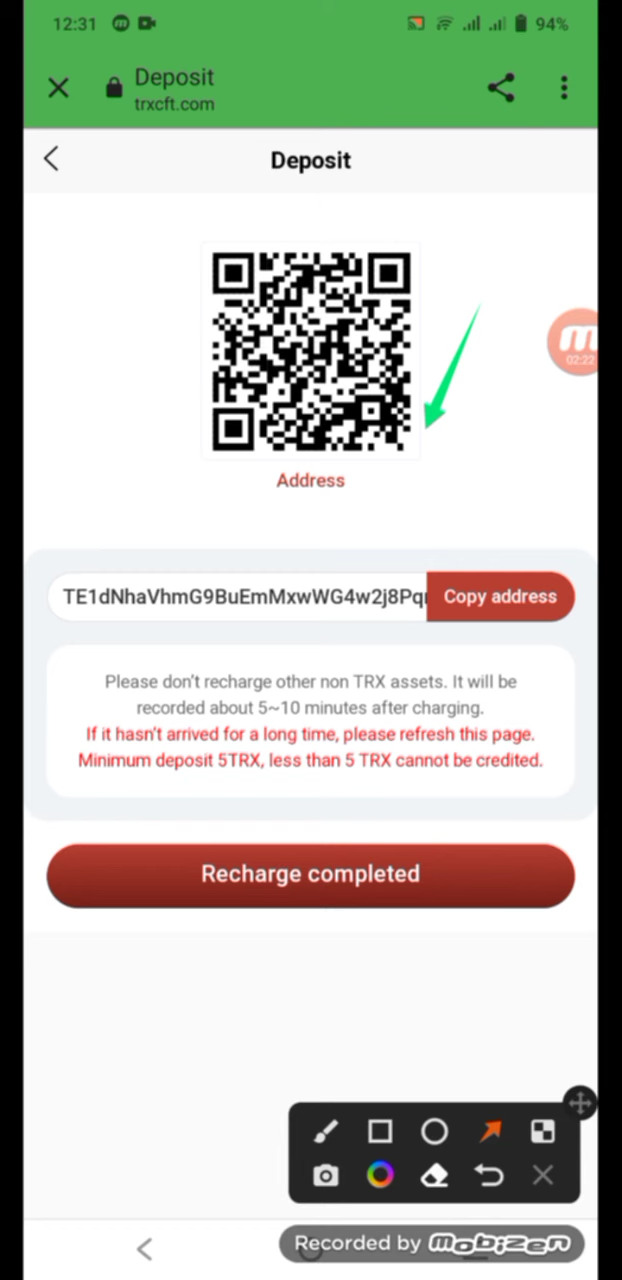 12:31
94%
Deposit
trxcft.com
Deposit
02:22
Address
TE1dNhaVhmG9BuEmMxwWG4w2j8Pq
Copy address
Please don't recharge other non TRX assets. It will be
recorded about 5~10 minutes after charging.
If it hasn't arrived for a long time, please refresh this page.
Minimum deposit 5TRX, less than 5 TRX cannot be credited.
Recharge completed
Recorded by mobizen